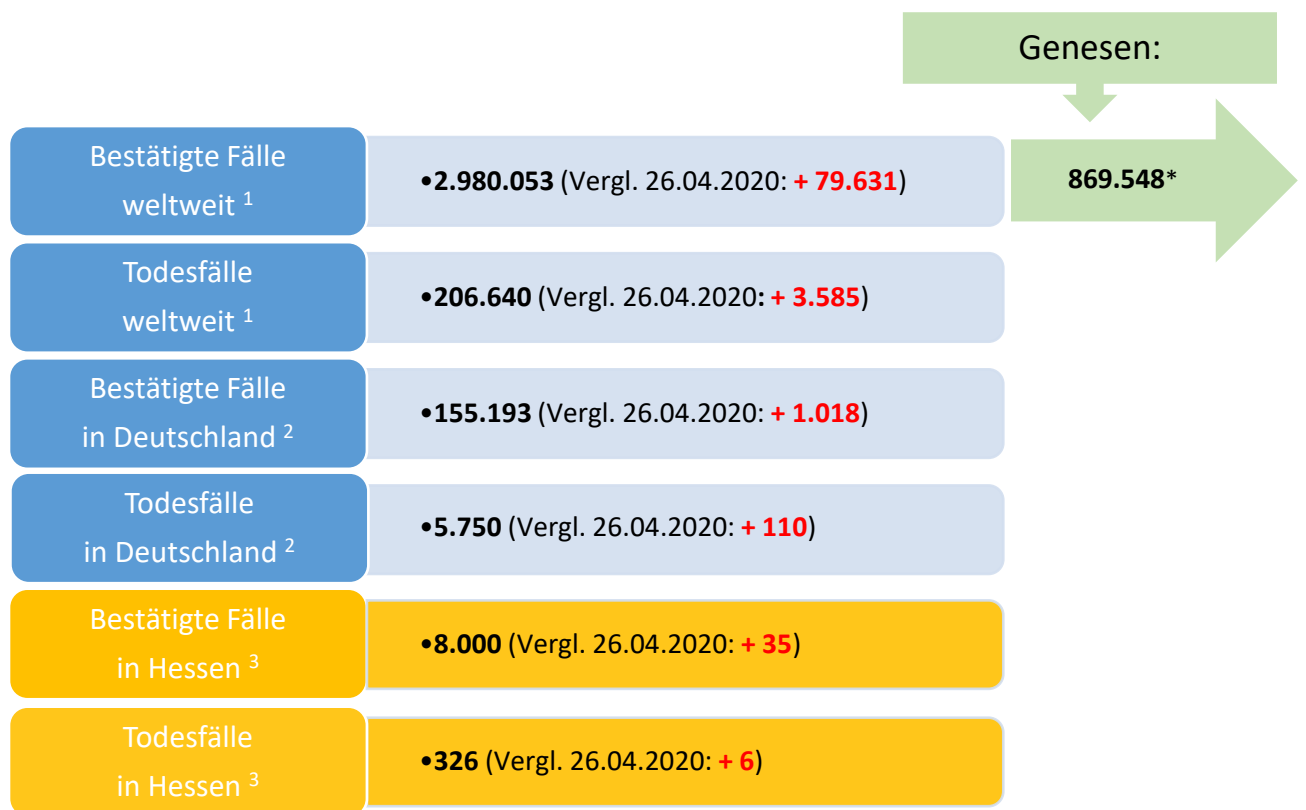 Genesen:
Bestätigte Fälle
weltweit ¹
•2.980.053 (Vergl. 26.04.2020: + 79.631)
869.548*
Todesfälle
weltweit ¹
•206.640 (Vergl. 26.04.2020: + 3.585)
Bestätigte Fälle
in Deutschland ²
•155.193 (Vergl. 26.04.2020: + 1.018)
Todesfälle
in Deutschland ²
•5.750 (Vergl. 26.04.2020: + 110)
Bestätigte Fälle
in Hessen ³
•8.000 (Vergl. 26.04.2020: + 35)
Todesfälle
in Hessen ³
•326 (Vergl. 26.04.2020: + 6)